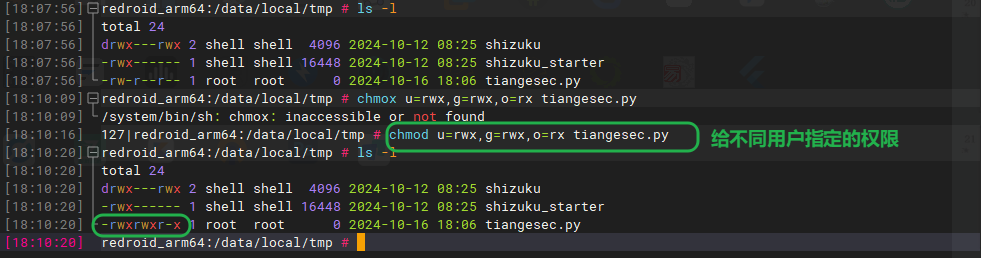 [18:07:56] redroid_arm64:/data/local/tmp # ls -l
[18:07:56] total 24
[18:07:56] drwx---rwx 2 shell shell  4096 2024-10-12 08:25 shizuku
[18:07:56] -rwx------ 1 shell shell 16448 2024-10-12 08:25 shizuku_starter
[18:07:56] -rw-r--r-- 1 root  root      0 2024-10-16 18:06 tiangesec.py
[18:10:09] redroid_arm64:/data/local/tmp # chmox u=rwx,g=rwx,o=rx tiangesec.py
[18:10:09] /system/bin/sh: chmox: inaccessible or not found
[18:10:16] 127|redroid_arm64:/data/local/tmp # chmod u=rwx,g=rwx,o=rx tiangesec.py 给不同用户指定的权限
[18:10:20] redroid_arm64:/data/local/tmp # ls -l
[18:10:20] total 24
[18:10:20] drwx---rwx 2 shell shell  4096 2024-10-12 08:25 shizuku
[18:10:20] -rwx------ 1 shell shell 16448 2024-10-12 08:25 shizuku_starter
[18:10:20] -rwxrwxr-x 1 root  root      0 2024-10-16 18:06 tiangesec.py
[18:10:20] redroid_arm64:/data/local/tmp #